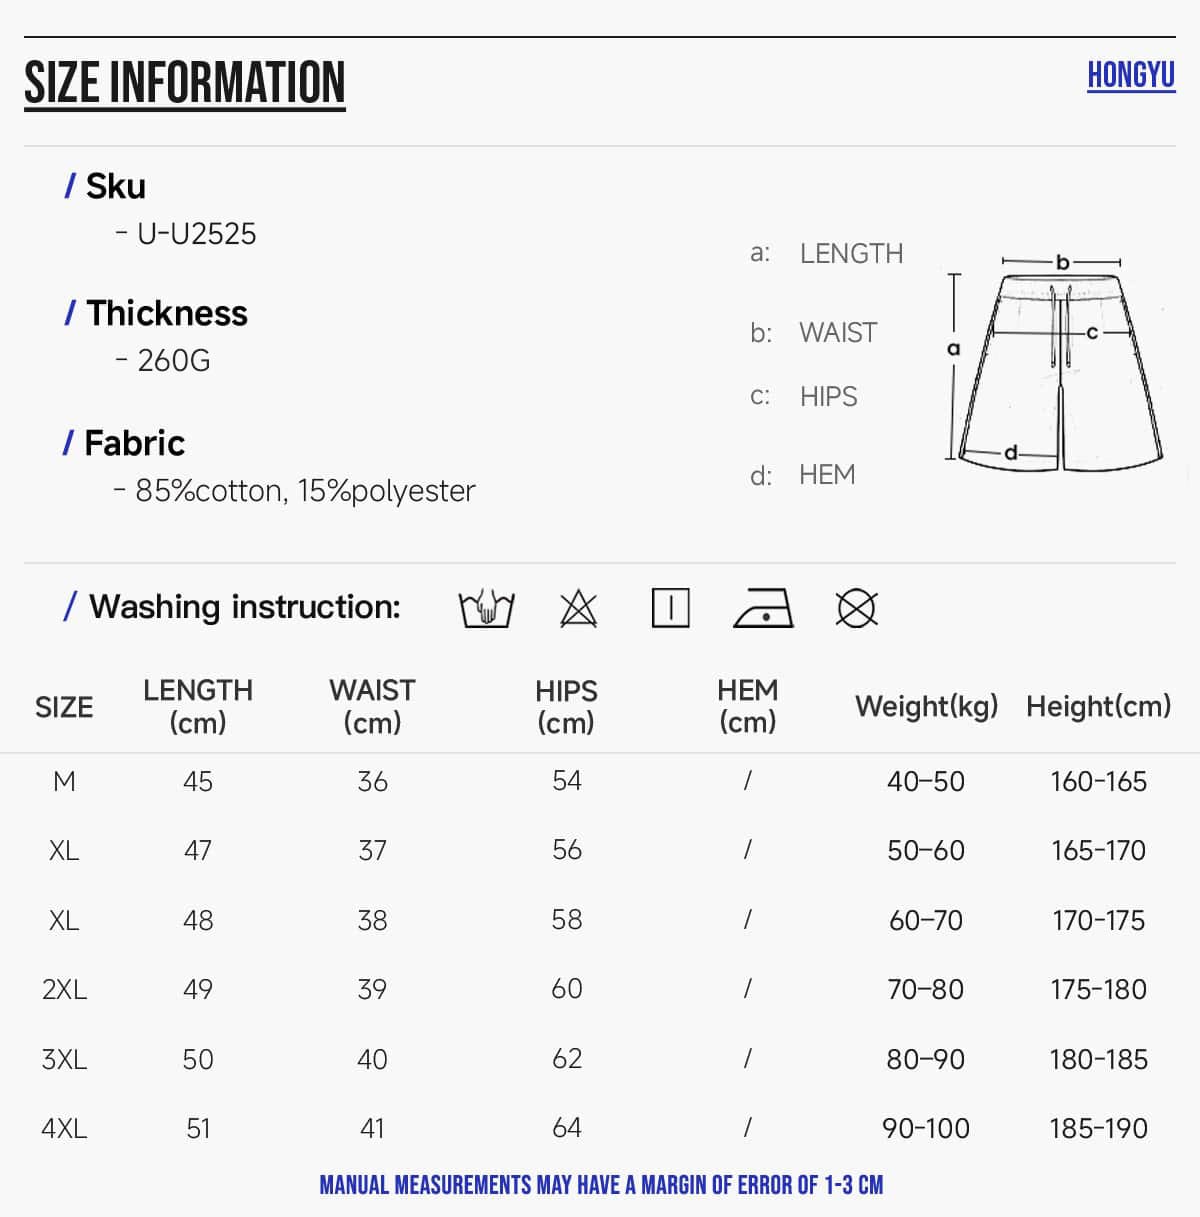 SIZE INFORMATION
HONGYU
/ Sku
- U-U2525
/ Thickness
- 260G
/ Fabric
- 85%cotton, 15%polyester
a: LENGTH
b: WAIST
c: HIPS
d: HEM
b
a
c
d
/ Washing instruction:
SIZE LENGTH (cm) WAIST (cm) HIPS (cm) HEM (cm) Weight(kg) Height(cm)
M 45 36 54 / 40-50 160-165
XL 47 37 56 / 50-60 165-170
XL 48 38 58 / 60-70 170-175
2XL 49 39 60 / 70-80 175-180
3XL 50 40 62 / 80-90 180-185
4XL 51 41 64 / 90-100 185-190
MANUAL MEASUREMENTS MAY HAVE A MARGIN OF ERROR OF 1-3 CM